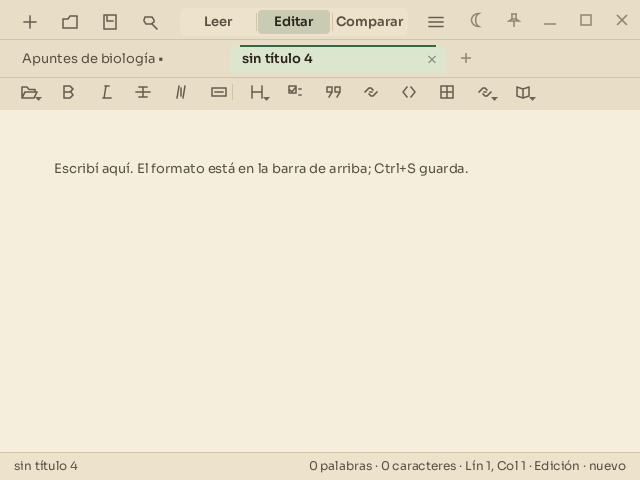 Leer Editar Comparar
Apuntes de biología • sin título 4
Escribí aquí. El formato está en la barra de arriba; Ctrl+S guarda.
sin título 4 0 palabras · 0 caracteres · Lín 1, Col 1 · Edición · nuevo